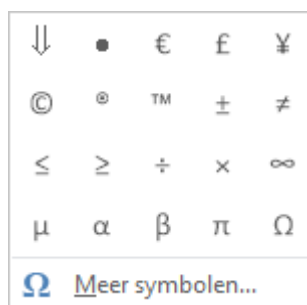 ⇓ ● € £ ¥
© ® ™ ± ≠
≤ ≥ ÷ × ∞
µ α β π Ω
Ω Meer symbolen...